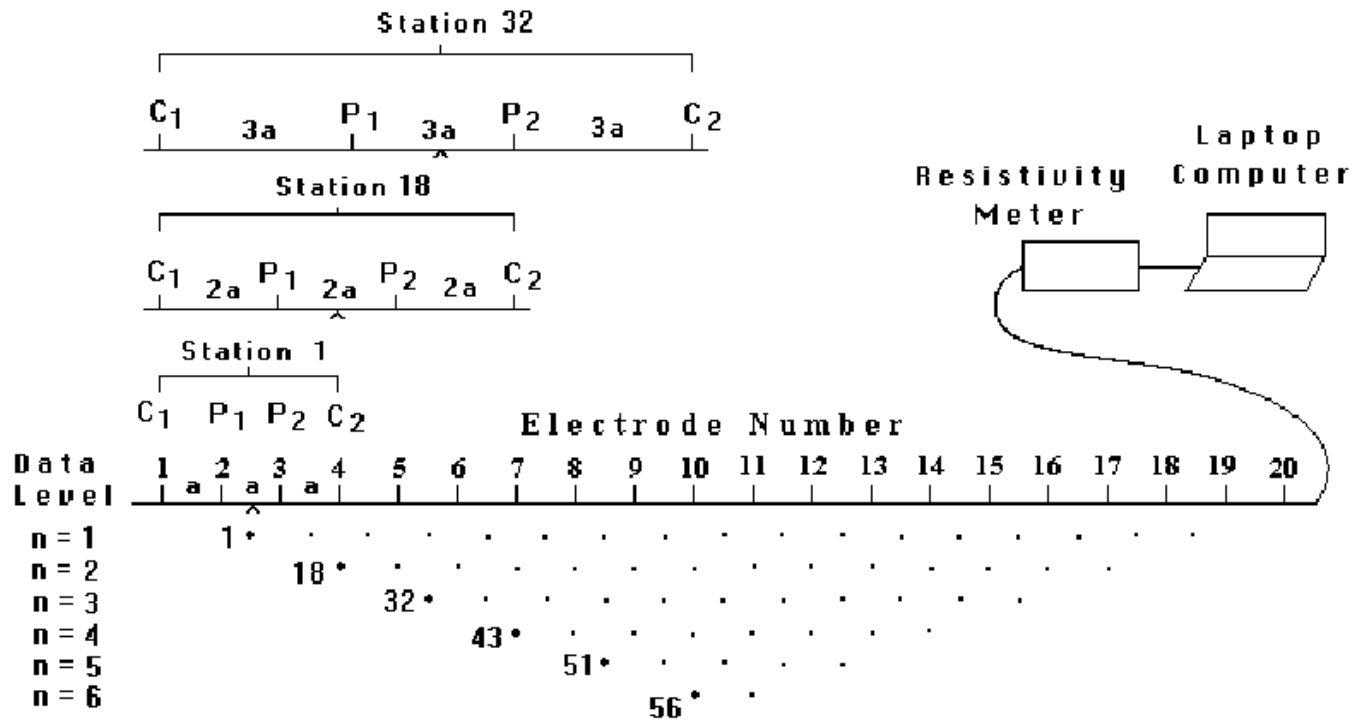 Station 32
C1 P1 P2 C2
3a 3a 3a
Station 18
C1 P1 P2 C2
2a 2a 2a
Station 1
C1 P1 P2 C2
Resistivity
Meter
Laptop
Computer
Electrode Number
Data
Level
1 2 3 4 5 6 7 8 9 10 11 12 13 14 15 16 17 18 19 20
a a a
n = 1 1
n = 2 18
n = 3 32
n = 4 43
n = 5 51
n = 6 56